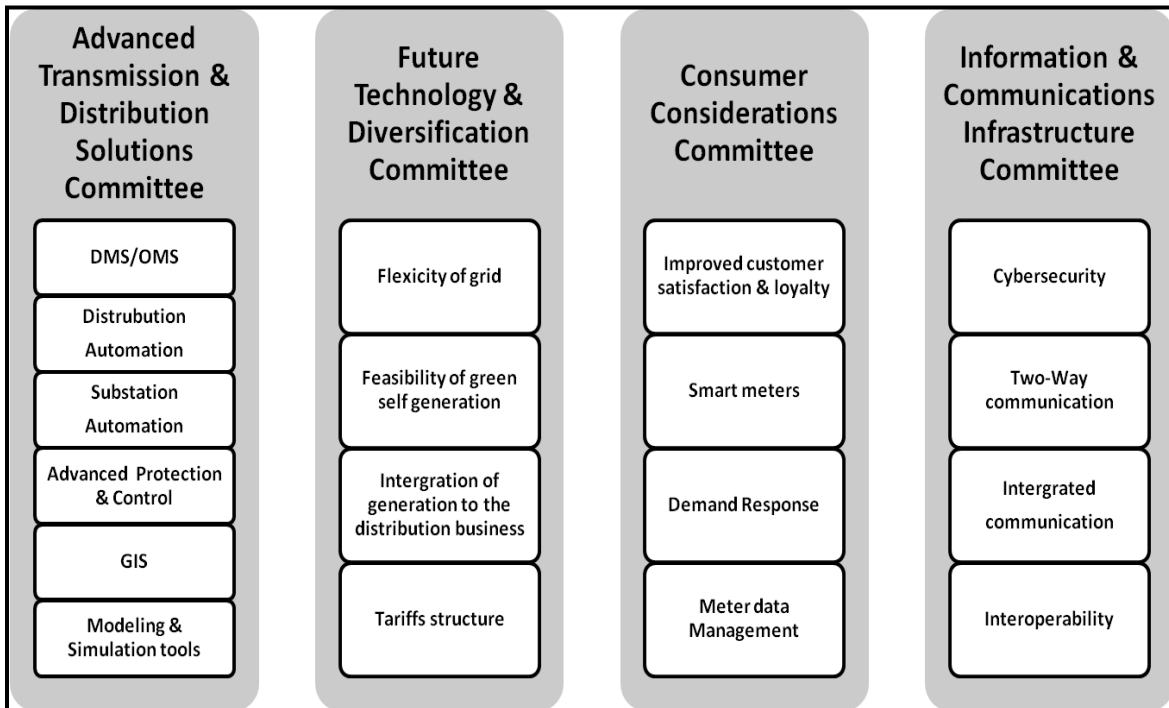 Advanced
Transmission &
Distribution
Solutions
Committee
DMS/OMS
Distrubution
Automation
Substation
Automation
Advanced Protection
& Control
GIS
Modeling &
Simulation tools
Future
Technology &
Diversification
Committee
Flexicity of grid
Feasibility of green
self generation
Intergration of
generation to the
distribution business
Tariffs structure
Consumer
Considerations
Committee
Improved customer
satisfaction & loyalty
Smart meters
Demand Response
Meter data
Management
Information &
Communications
Infrastructure
Committee
Cybersecurity
Two-Way
communication
Intergrated
communication
Interoperability